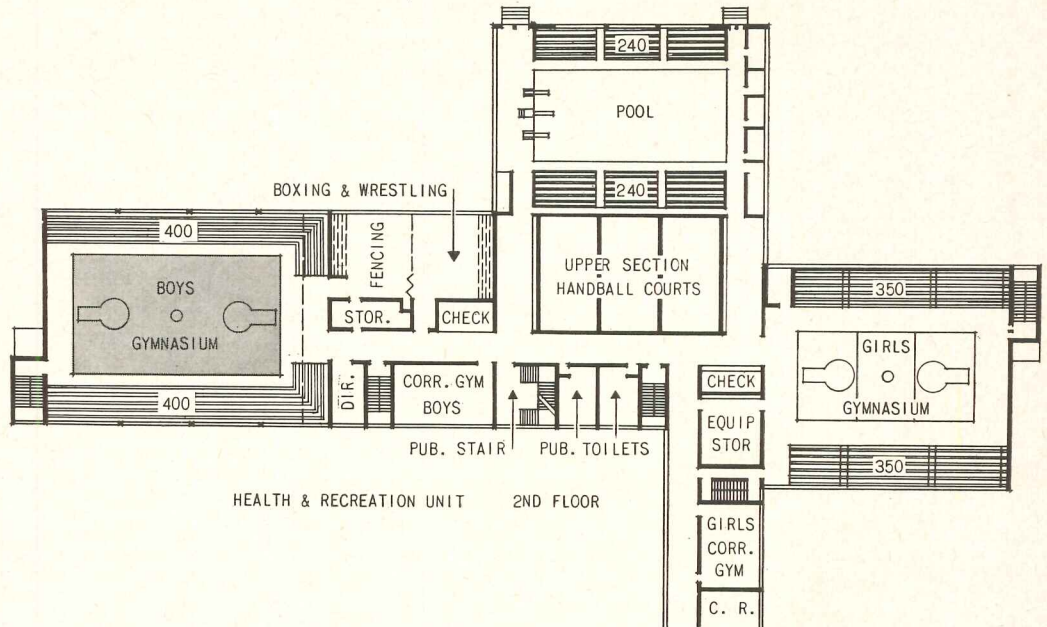 240
POOL
240
BOXING & WRESTLING
400
FENCING
BOYS
GYMNASIUM
STOR.
CHECK
UPPER SECTION
HANDBALL COURTS
350
GIRLS
GYMNASIUM
400
DIR.
CORR. GYM
BOYS
CHECK
EQUIP
STOR
PUB. STAIR
PUB. TOILETS
350
HEALTH & RECREATION UNIT 2ND FLOOR
GIRLS
CORR.
GYM
C. R.